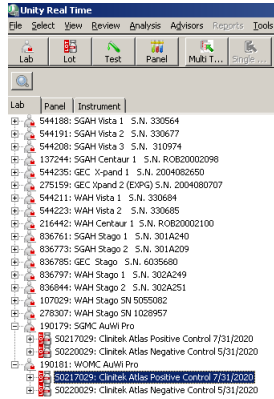 Unity Real Time
File Select View Review Analysis Advisors Reports Tools
Lab Lot Test Panel Multi T... Single ...
Lab Panel Instrument
544188: SGAH Vista 1 S.N. 330564
544191: SGAH Vista 2 S.N. 330677
544208: SGAH Vista 3 S.N. 310974
137244: SGAH Centaur 1 S.N. ROB20002098
544235: GEC X-pand 1 S.N. 2004082650
275159: GEC Xpand 2 (EXPG) S.N. 2004080707
544211: WAH Vista 1 S.N. 330684
544223: WAH Vista 2 S.N. 330685
216442: WAH Centaur 1 S.N. ROB20002100
836761: SGAH Stago 1 S.N. 301A240
836773: SGAH Stago 2 S.N. 301A209
836785: GEC Stago S.N. 6035680
836797: WAH Stago 1 S.N. 302A249
836844: WAH Stago 2 S.N. 302A251
107029: WAH Stago SN 5055082
278307: WAH Stago SN 1028957
190179: SGMC AuWi Pro
S0217029: Clinitek Atlas Positive Control 7/31/2020
S0220029: Clinitek Atlas Negative Control 5/31/2020
190181: WOMC AuWi Pro
S0217029: Clinitek Atlas Positive Control 7/31/2020
S0220029: Clinitek Atlas Negative Control 5/31/2020